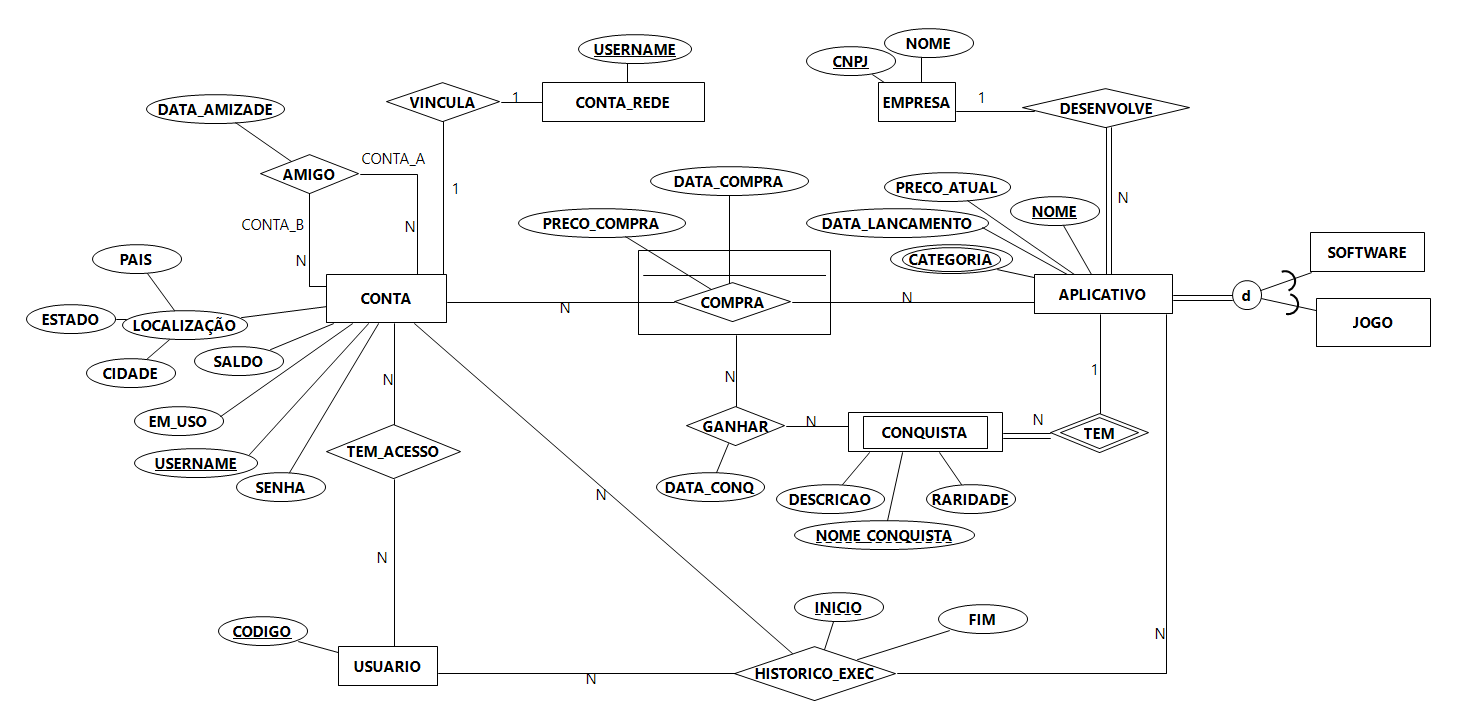 USERNAME
NOME
CNPJ
VINCULA
1
CONTA_REDE
EMPRESA
1
DESENVOLVE
DATA_AMIZADE
CONTA_A
AMIGO
1
DATA_COMPRA
PRECO_ATUAL
N
CONTA_B
N
PRECO_COMPRA
DATA_LANCAMENTO
NOME
N
PAIS
CATEGORIA
SOFTWARE
CONTA
N
COMPRA
N
APLICATIVO
d
ESTADO
LOCALIZAÇÃO
JOGO
CIDADE
SALDO
N
N
1
EM_USO
GANHAR
N
CONQUISTA
N
TEM
TEM_ACESSO
USERNAME
SENHA
DATA_CONQ
DESCRICAO
RARIDADE
N
NOME_CONQUISTA
N
INICIO
FIM
CODIGO
N
USUARIO
N
HISTORICO_EXEC